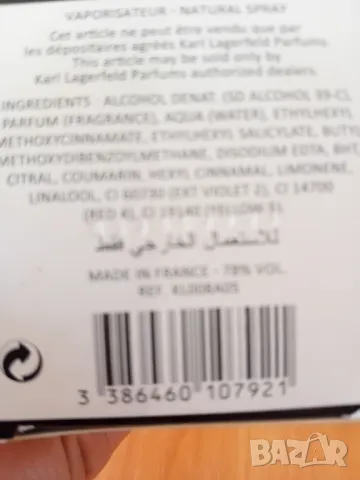 VAPORISATEUR - NATURAL SPRAY
Cet article ne peut être vendu que par
les dépositaires agréés Karl Lagerfeld Parfums.
This article may be sold only by
Karl Lagerfeld Parfums authorized dealers.
INGREDIENTS ALCOHOL DENAT. (SD ALCOHOL 39-C),
PARFUM (FRAGRANCE), AQUA (WATER), ETHYLHEXYL
METHOXYCINNAMATE, ETHYLHEXYL SALICYLATE, BUTYL
METHOXYDIBENZOYLMETHANE, DISODIUM EDTA, BHT,
CITRAL, COUMARIN, HEXYL CINNAMAL, LIMONENE,
LINALOOL, CI 60730 (EXT VIOLET 2), CI 14700
(RED 4), CI 19140 (YELLOW 5).
للاستعمال الخارجي فقط
MADE IN FRANCE - 78% VOL.
REF. KL008A05
3 386460 107921
bazar